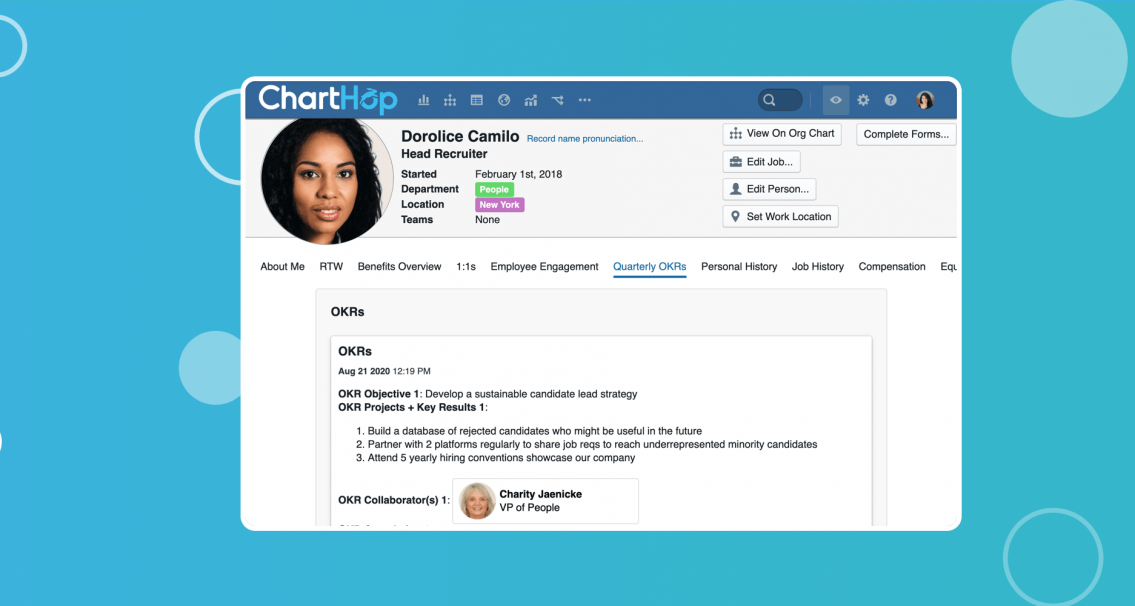 ChartHop
Dorolice Camilo Record name pronunciation...
Head Recruiter
Started February 1st, 2018
Department People
Location New York
Teams None
View On Org Chart
Complete Forms...
Edit Job...
Edit Person...
Set Work Location
About Me RTW Benefits Overview 1:1s Employee Engagement Quarterly OKRs Personal History Job History Compensation
OKRs
OKRs
Aug 21 2020 12:19 PM
OKR Objective 1: Develop a sustainable candidate lead strategy
OKR Projects + Key Results 1:
1. Build a database of rejected candidates who might be useful in the future
2. Partner with 2 platforms regularly to share job reqs to reach underrepresented minority candidates
3. Attend 5 yearly hiring conventions showcase our company
OKR Collaborator(s) 1:
Charity Jaenicke
VP of People